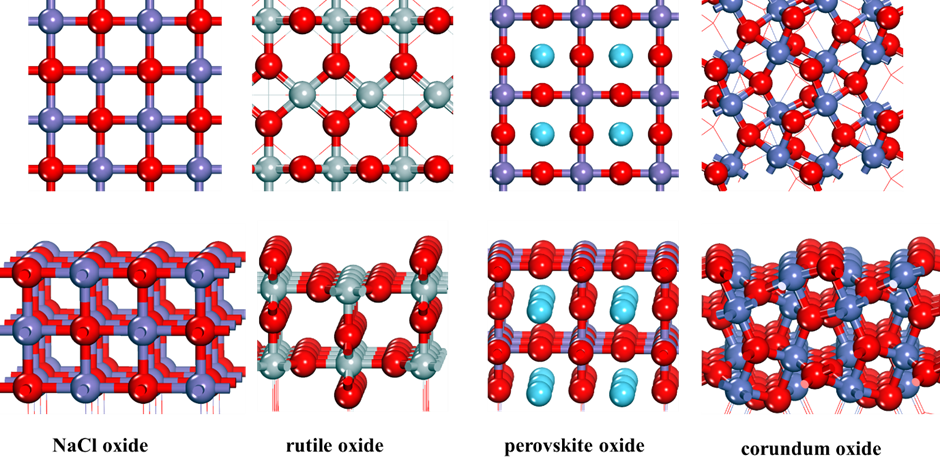 NaCl oxide
rutile oxide
perovskite oxide
corundum oxide